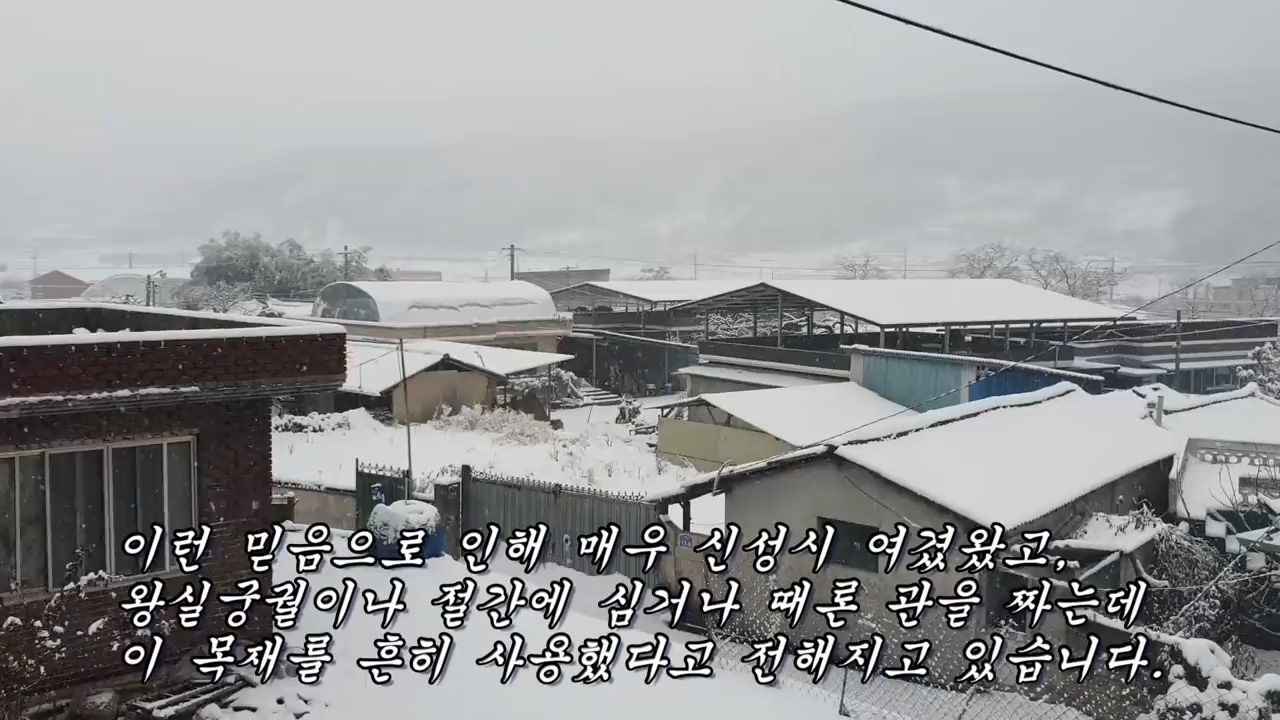 이런 믿음으로 인해 매우 신성시 여겼왔고,
왕실궁궐이나 절간에 심거나 때론 관을 짜는데
이 목재를 흔히 사용했다고 전해지고 있습니다.